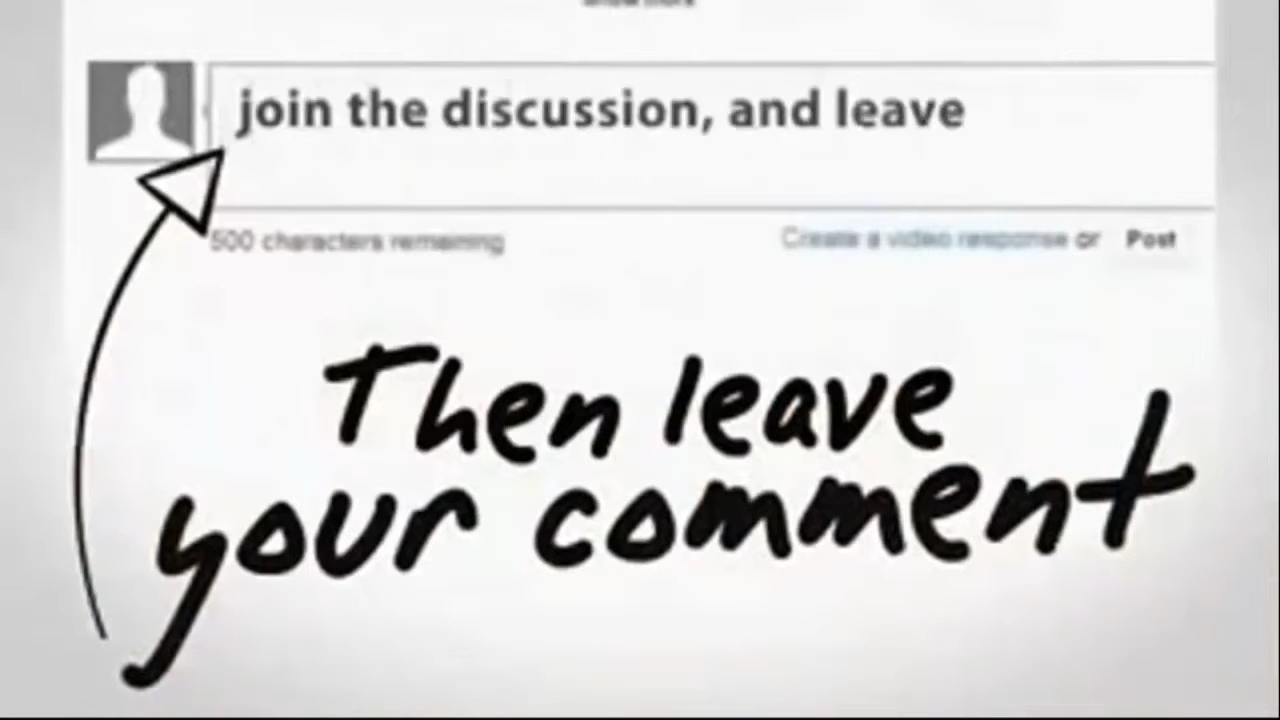 join the discussion, and leave
500 characters remaining
Create a video response or Post
Then leave
your comment